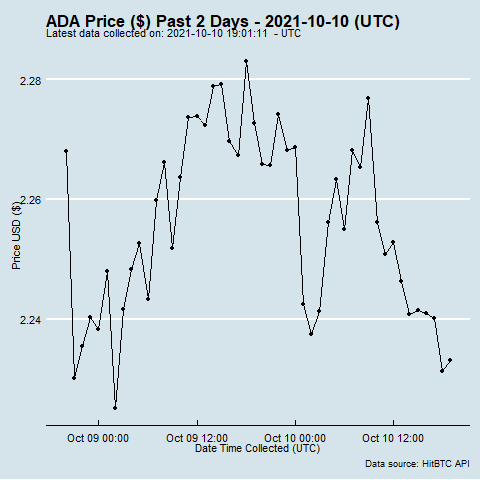 ADA Price ($) Past 2 Days - 2021-10-10 (UTC)
Latest data collected on: 2021-10-10 19:01:11 - UTC
2.28
2.26
2.24
Price USD ($)
Oct 09 00:00 Oct 09 12:00 Oct 10 00:00 Oct 10 12:00
Date Time Collected (UTC)
Data source: HitBTC API